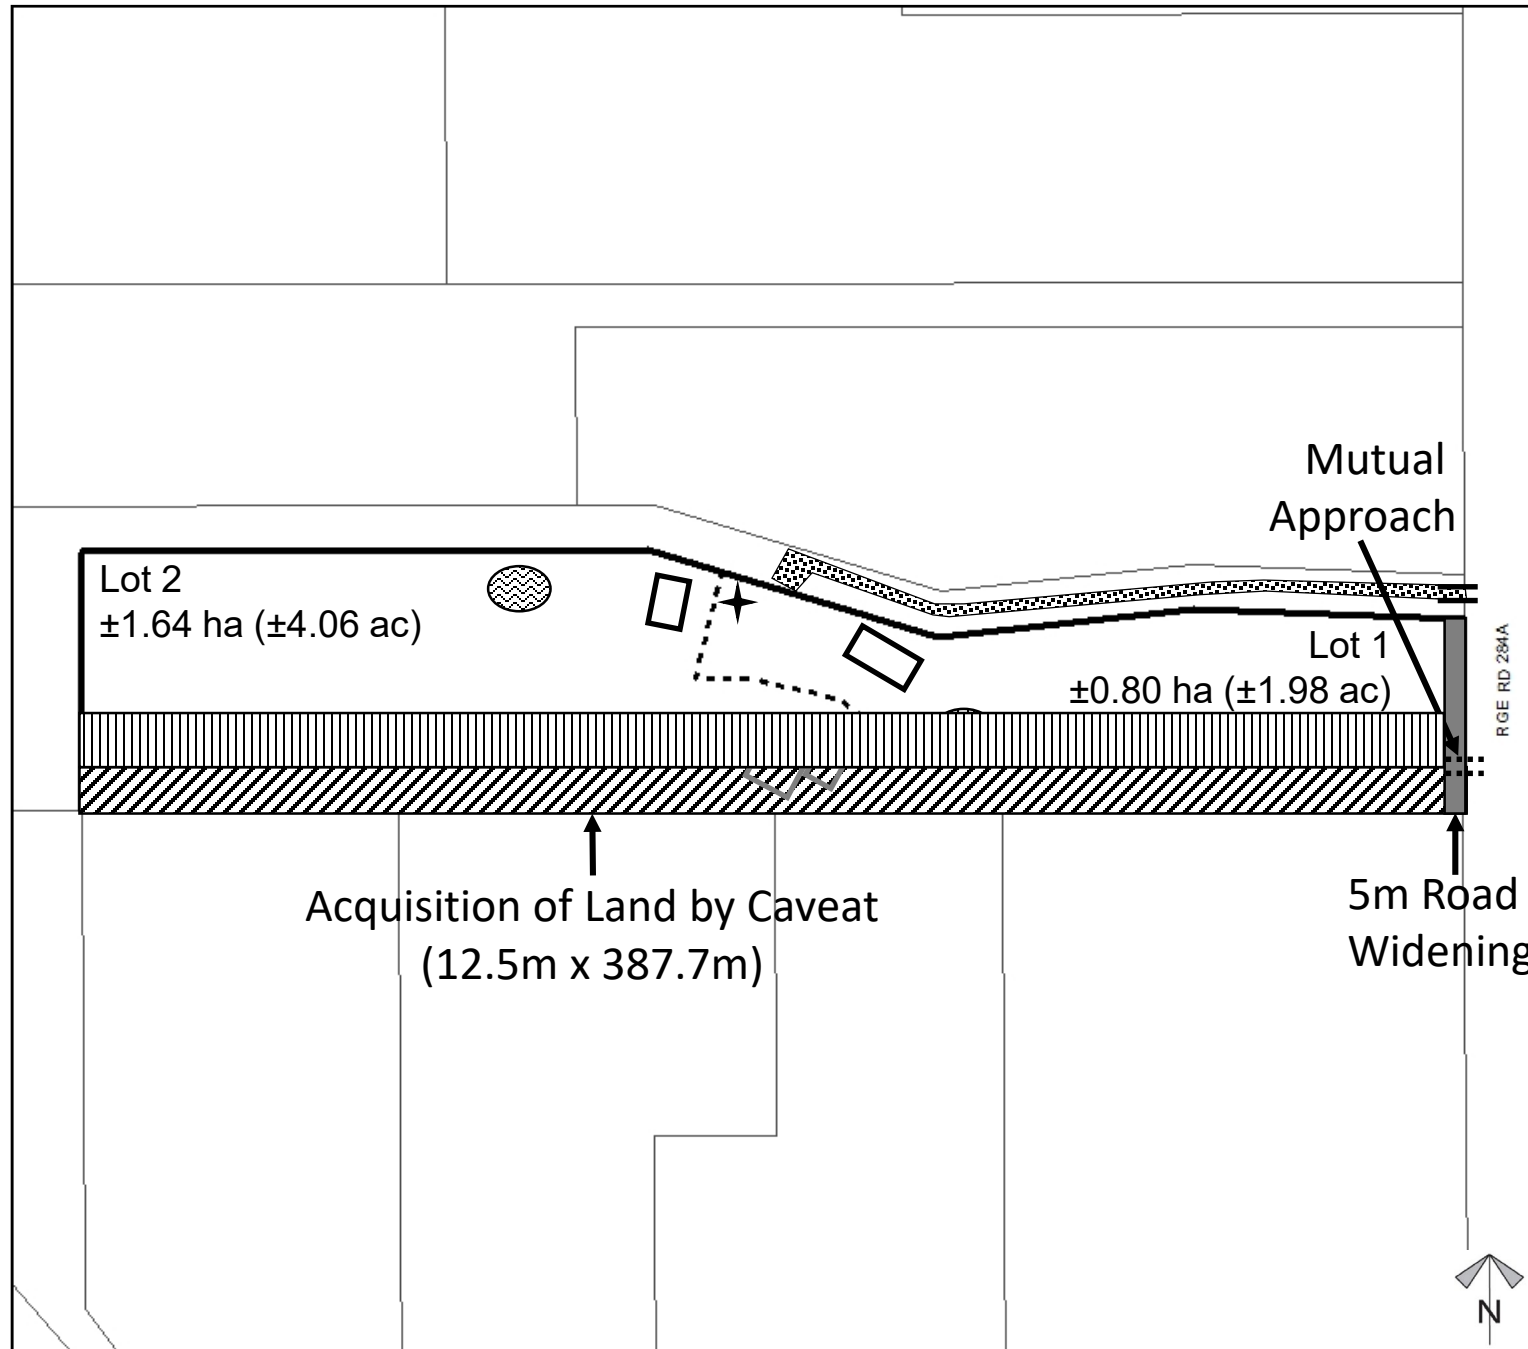 Mutual
Approach
Lot 2
±1.64 ha (±4.06 ac)
Lot 1
±0.80 ha (±1.98 ac)
RGE RD 284A
Acquisition of Land by Caveat
(12.5m x 387.7m)
5m Road
Widening
N